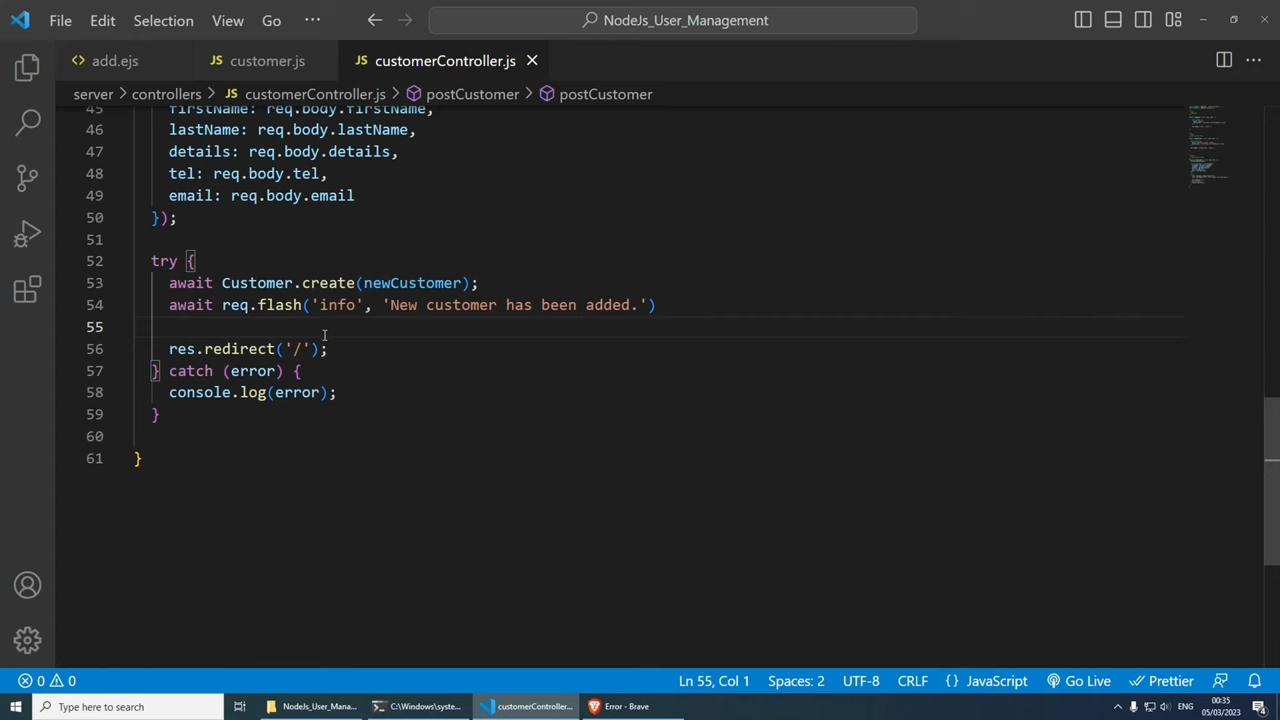 File Edit Selection View Go ··· NodeJs_User_Management
add.ejs JS customer.js JS customerController.js
server > controllers > JS customerController.js > postCustomer > postCustomer
45 firstName: req.body.firstName,
46 lastName: req.body.lastName,
47 details: req.body.details,
48 tel: req.body.tel,
49 email: req.body.email
50 });
51
52 try {
53 await Customer.create(newCustomer);
54 await req.flash('info', 'New customer has been added.')
55
56 res.redirect('/');
57 } catch (error) {
58 console.log(error);
59 }
60
61 }
0 0 Ln 55, Col 1 Spaces: 2 UTF-8 CRLF {} JavaScript Go Live Prettier
Type here to search NodeJs_User_Mana... C:\Windows\syste... customerController... Error - Brave ENG 00:35
05/03/2023 4